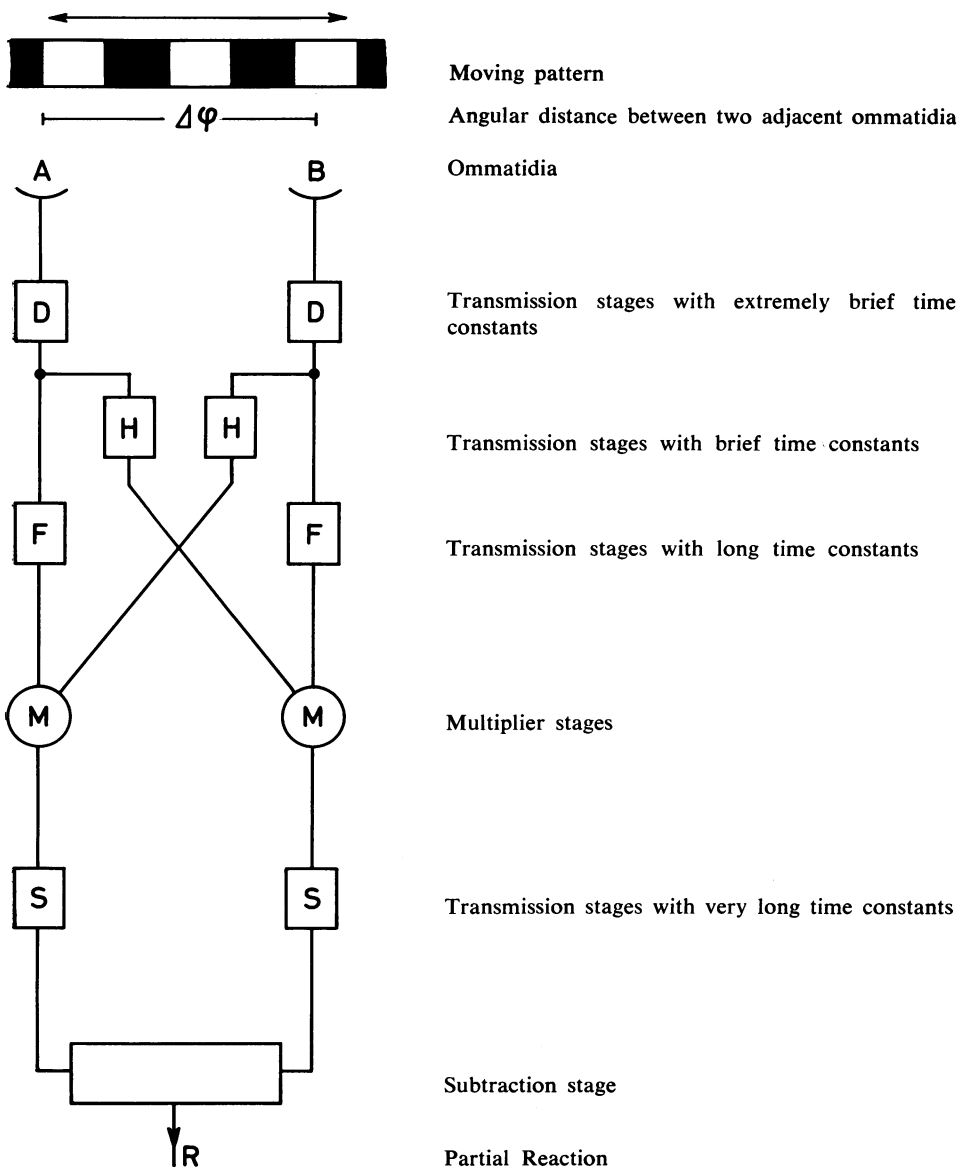 Moving pattern
Δφ
Angular distance between two adjacent ommatidia
A B
Ommatidia
D D
Transmission stages with extremely brief time
constants
H H
Transmission stages with brief time constants
F F
Transmission stages with long time constants
M M
Multiplier stages
S S
Transmission stages with very long time constants
Subtraction stage
R
Partial Reaction